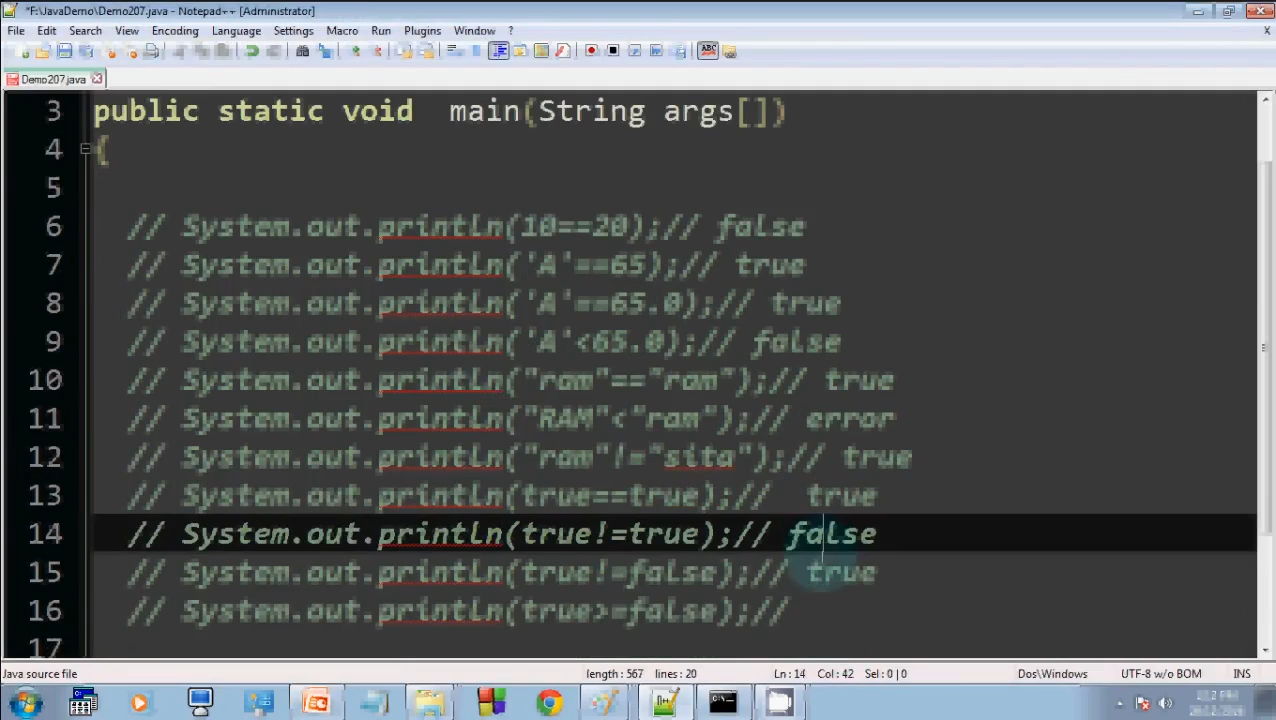 *F:\JavaDemo\Demo207.java - Notepad++ [Administrator]
File Edit Search View Encoding Language Settings Macro Run Plugins Window ? X
Demo207.java
3 public static void  main(String args[])
4 {
5
6 // System.out.println(10==20);// false
7 // System.out.println('A'==65);// true
8 // System.out.println('A'==65.0);// true
9 // System.out.println('A'<65.0);// false
10 // System.out.println("ram"=="ram");// true
11 // System.out.println("RAM"<"ram");// error
12 // System.out.println("ram"!="sita");// true
13 // System.out.println(true==true);//  true
14 // System.out.println(true!=true);// false
15 // System.out.println(true!=false);// true
16 // System.out.println(true>=false);//
17
Java source file length : 567 lines : 20 Ln : 14 Col : 42 Sel : 0 | 0 Dos\Windows UTF-8 w/o BOM INS